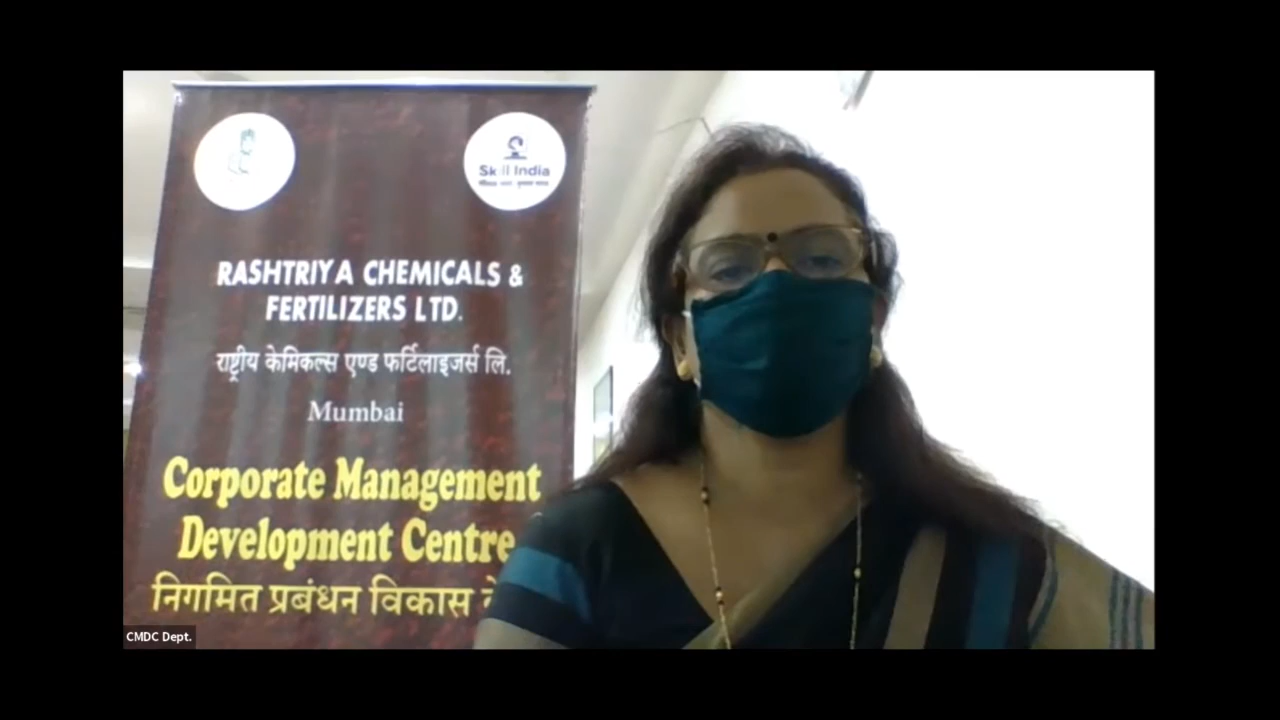 Skill India
RASHTRIYA CHEMICALS &
FERTILIZERS LTD.
राष्ट्रीय केमिकल्स एण्ड फर्टिलाइजर्स लि.
Mumbai
Corporate Management
Development Centre
निगमित प्रबंधन विकास
CMDC Dept.